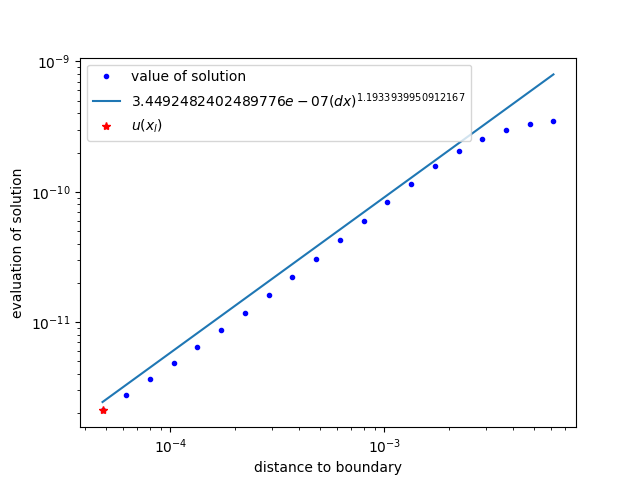 10⁻⁹
value of solution
3.4492482402489776e − 07(dx)¹·¹⁹³³⁹³⁹⁹⁵⁰⁹¹²¹⁶⁷
u(xₗ)
10⁻¹⁰
10⁻¹¹
evaluation of solution
10⁻⁴
10⁻³
distance to boundary